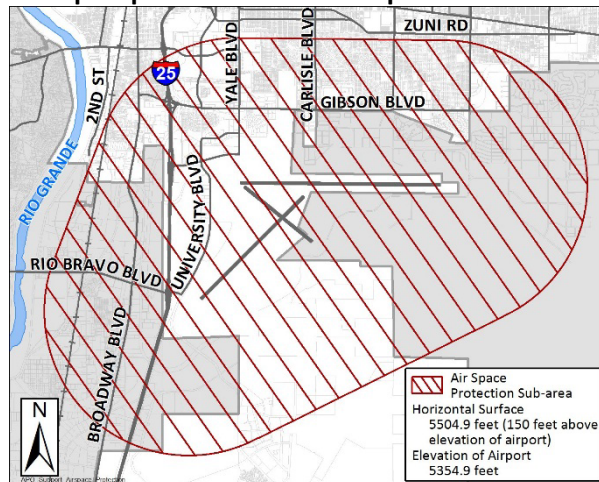 ZUNI RD
25
2ND ST
YALE BLVD
CARLISLE BLVD
GIBSON BLVD
RIO GRANDE
UNIVERSITY BLVD
RIO BRAVO BLVD
BROADWAY BLVD
Air Space
Protection Sub-area
Horizontal Surface
5504.9 feet (150 feet above
elevation of airport)
Elevation of Airport
5354.9 feet
N